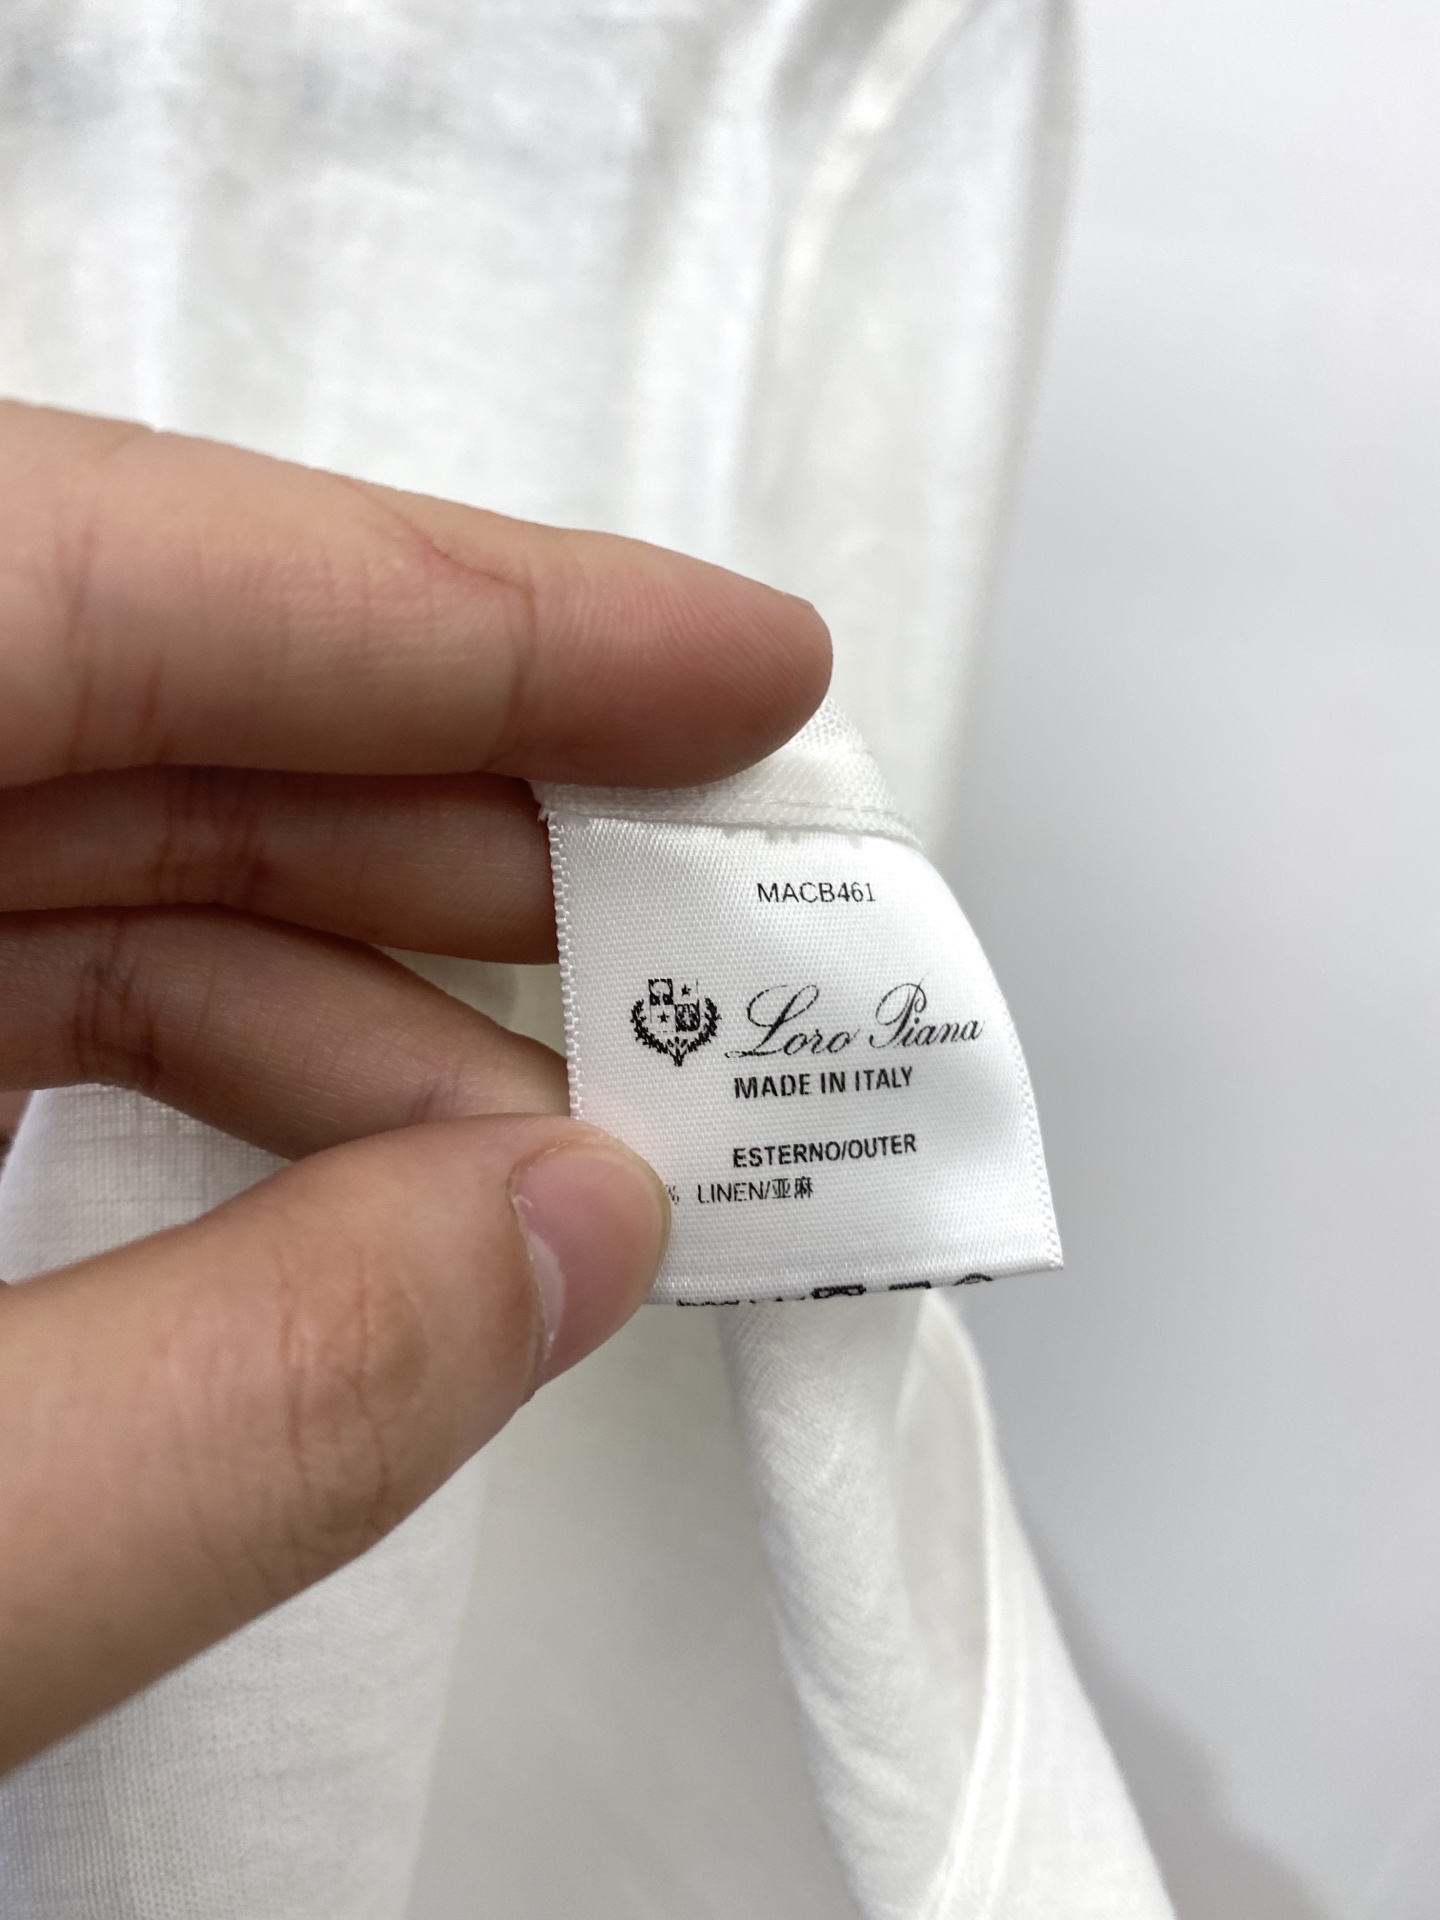 MACB461
Loro Piana
MADE IN ITALY
ESTERNO/OUTER
% LINEN/亚麻